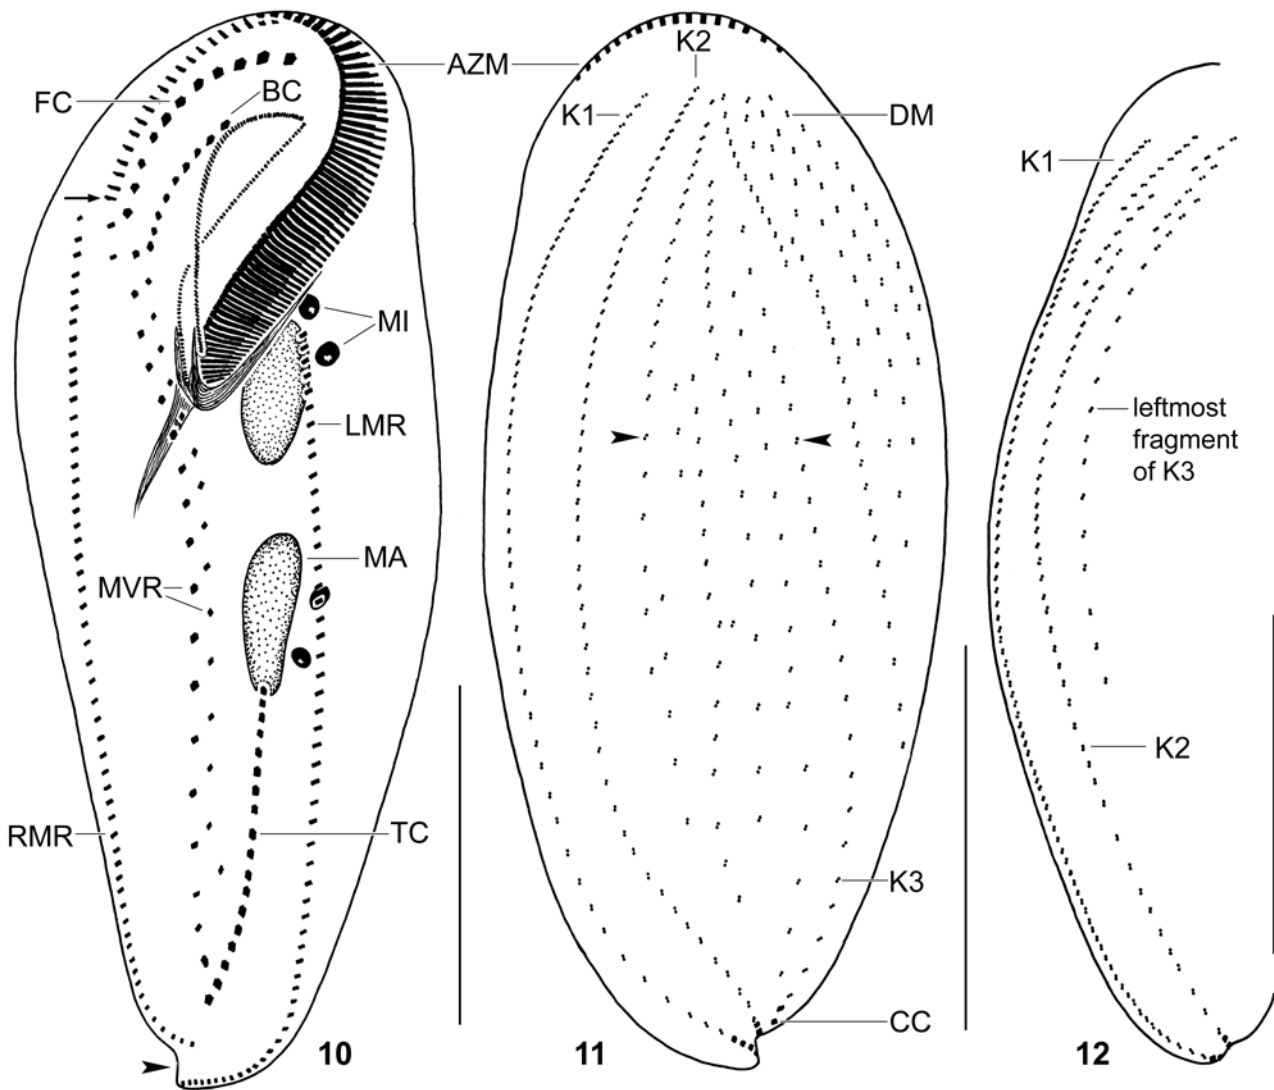 FC
BC
AZM
MI
LMR
MA
MVR
RMR
TC
10
K1
K2
DM
K3
CC
11
K1
leftmost
fragment
of K3
K2
12